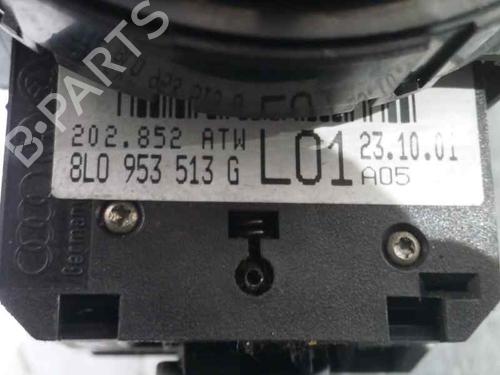 B-PARTS
202.852 ATW
8L0 953 513 G
L01
23.10.01
A05
Germany